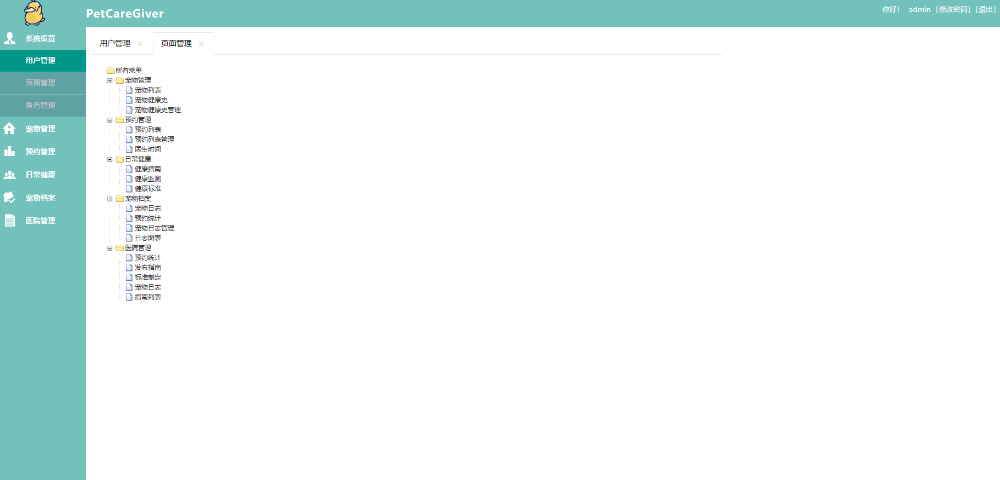 PetCareGiver
你好! admin [修改密码] [退出]
系统设置
用户管理
页面管理
角色管理
宠物管理
预约管理
日常健康
宠物档案
医院管理
用户管理
页面管理
所有菜单
宠物管理
宠物列表
宠物健康史
宠物健康史管理
预约管理
预约列表
预约列表管理
医生时间
日常健康
健康指南
健康监测
健康标准
宠物档案
宠物日志
预约统计
宠物日志管理
日志图表
医院管理
预约统计
发布指南
标准制定
宠物日志
指南列表